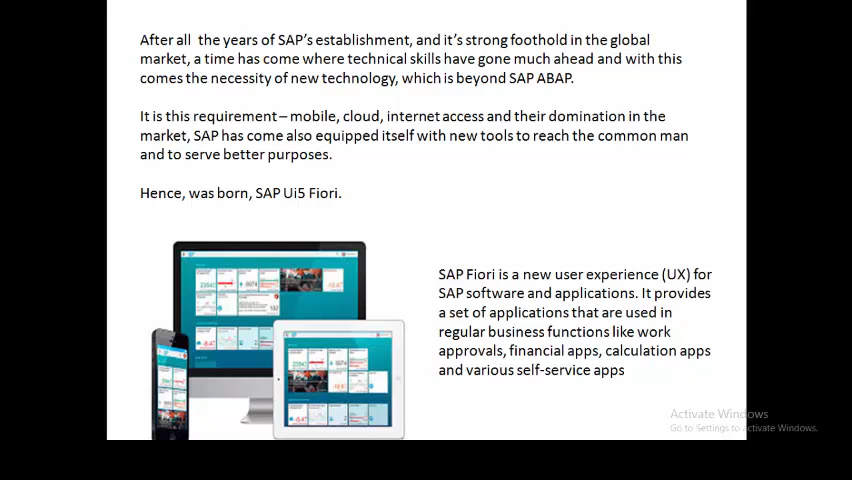 After all the years of SAP's establishment, and it's strong foothold in the global
market, a time has come where technical skills have gone much ahead and with this
comes the necessity of new technology, which is beyond SAP ABAP.
It is this requirement – mobile, cloud, internet access and their domination in the
market, SAP has come also equipped itself with new tools to reach the common man
and to serve better purposes.
Hence, was born, SAP Ui5 Fiori.
SAP Fiori is a new user experience (UX) for
SAP software and applications. It provides
a set of applications that are used in
regular business functions like work
approvals, financial apps, calculation apps
and various self-service apps
Activate Windows
Go to Settings to activate Windows.